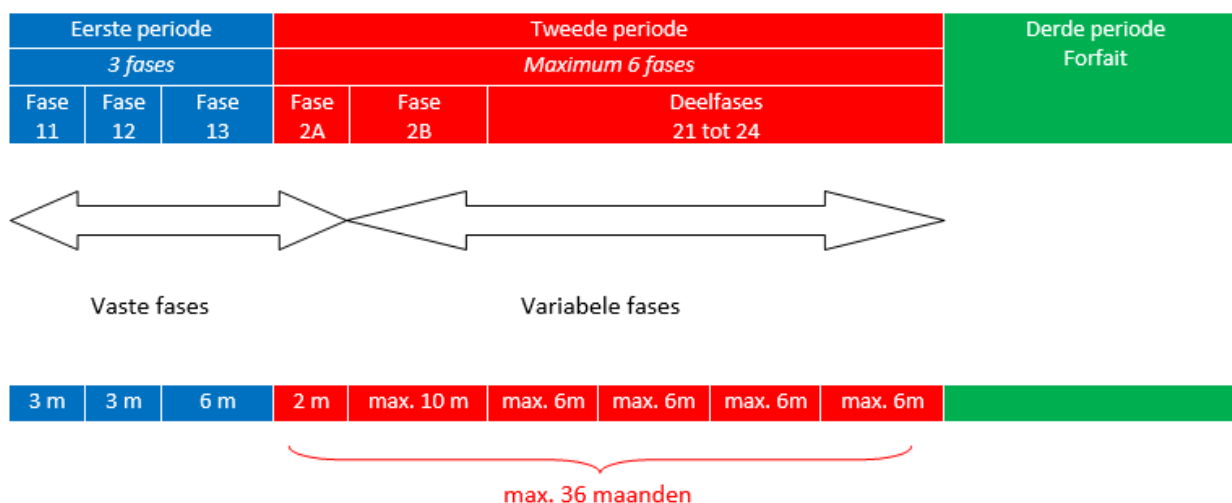 Eerste periode
Tweede periode
Derde periode
Forfait
3 fases
Maximum 6 fases
Fase
11
Fase
12
Fase
13
Fase
2A
Fase
2B
Deelfases
21 tot 24
Vaste fases
Variabele fases
3 m
3 m
6 m
2 m
max. 10 m
max. 6m
max. 6m
max. 6m
max. 6m
max. 36 maanden